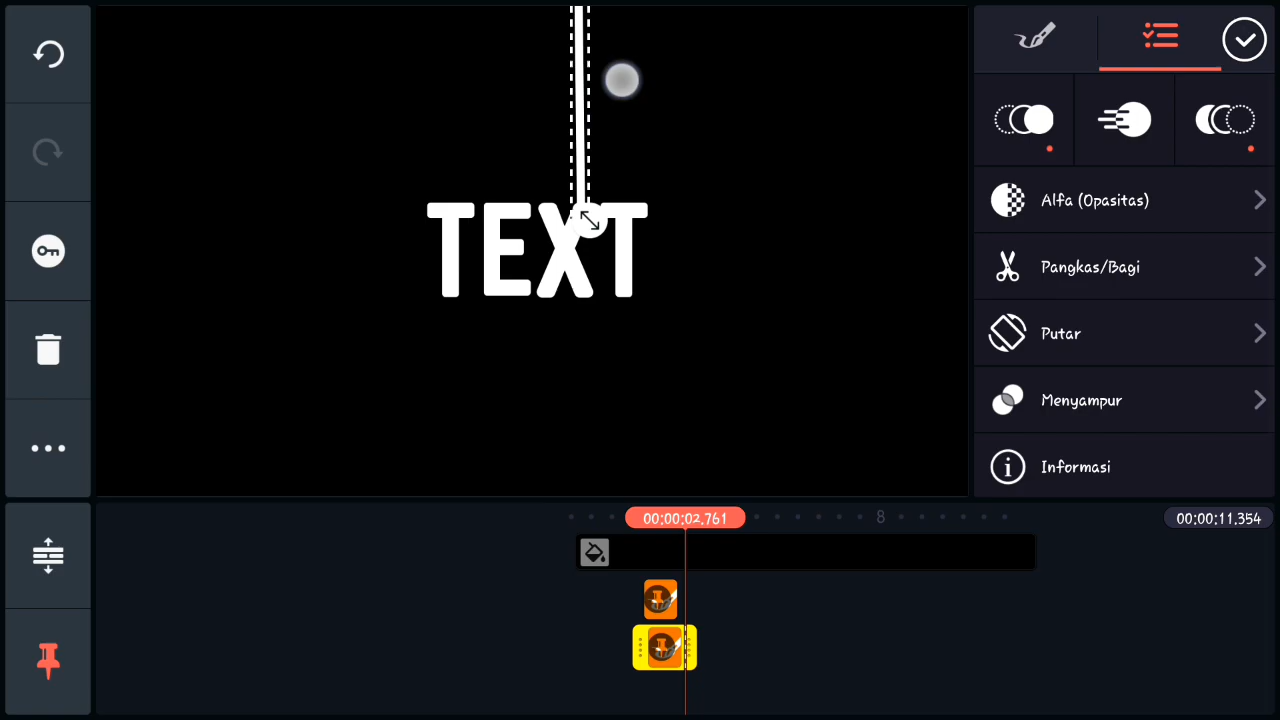 TEXT
Alfa (Opasitas)
Pangkas/Bagi
Putar
Menyampur
Informasi
00:00:02.761
8
00:00:11.354